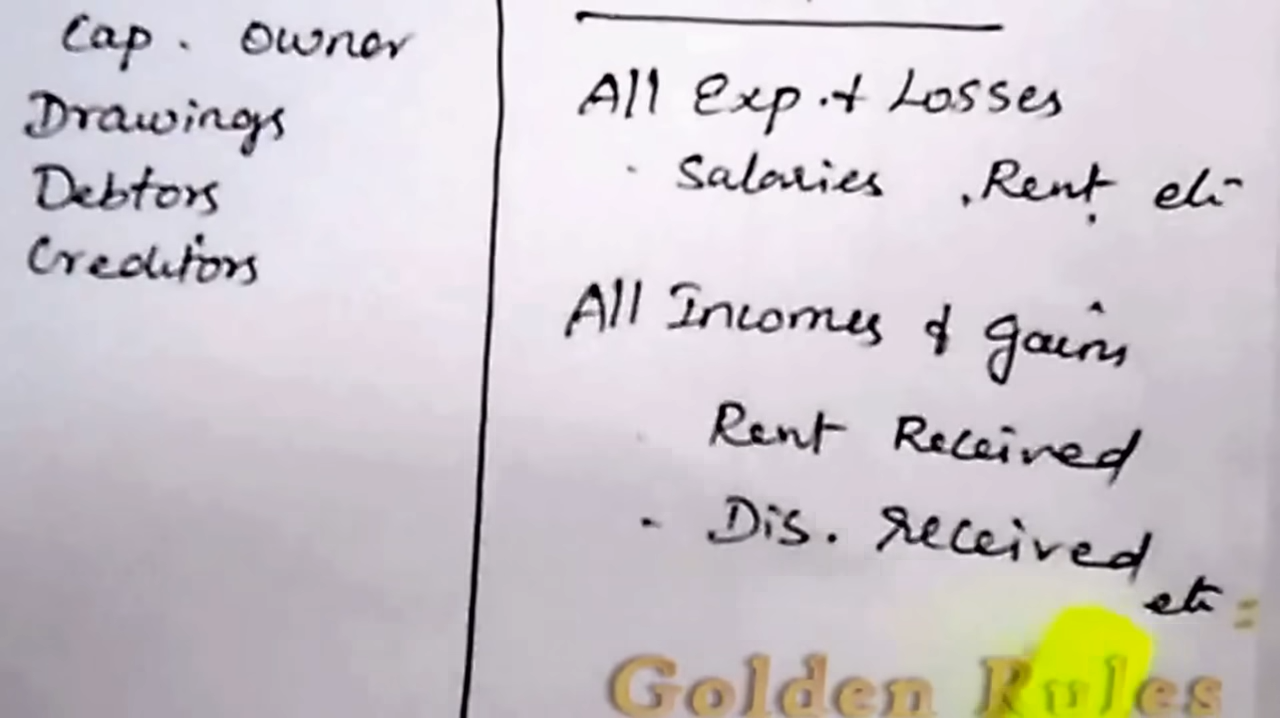 Cap. Owner
Drawings
Debtors
Creditors
All Exp. & Losses
. Salaries , Rent etc
All Incomes & gains
Rent Received
- Dis. received
etc
Golden Rules